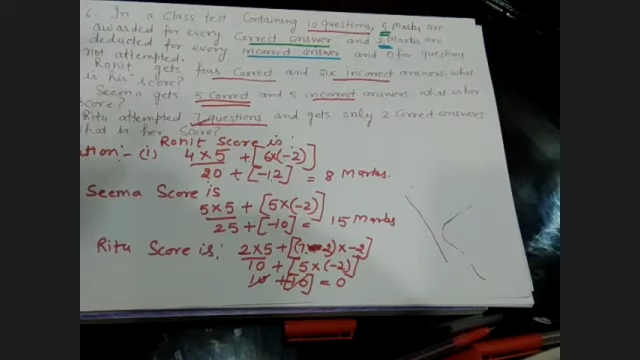 6. In a Class test Containing 10 questions, 5 Marks are
awarded for every Correct answer and 2 Marks are
deducted for every incorrect answer and 0 for questions
not attempted.
Rohit gets four Correct and six incorrect answers. what
is his score?
Seema gets 5 Correct and 5 incorrect answers. what is her
score?
Ritu attempted 7 questions and gets only 2 Correct answers
What is her Score?
Rohit Score is:
(i) 4 x 5 + [6 x (-2)]
20 + [-12] = 8 Marks.
Seema Score is
5 x 5 + [5 x (-2)]
25 + [-10] = 15 Marks
Ritu Score is: 2 x 5 + [(7 - 2) x -2]
10 + [5 x (-2)]
10 + [-10] = 0